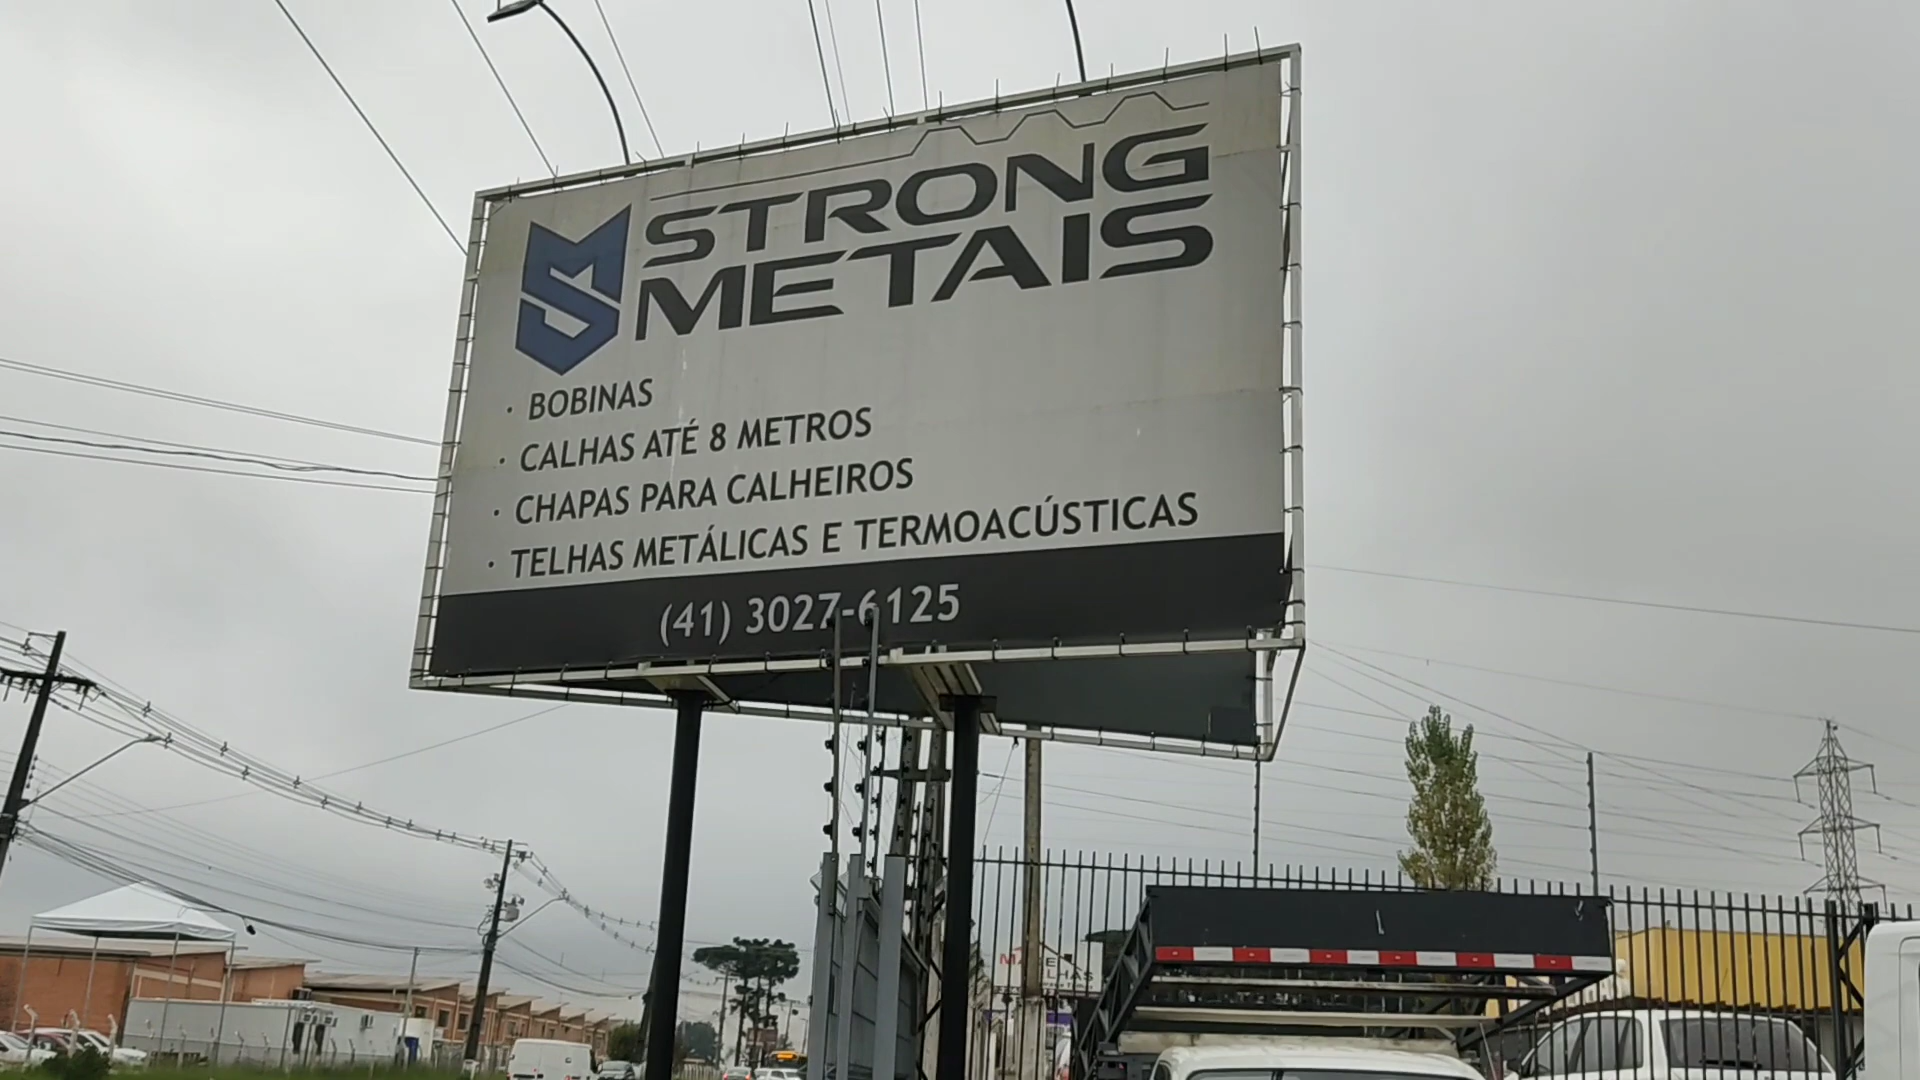 STRONG
METAIS
• BOBINAS
• CALHAS ATÉ 8 METROS
• CHAPAS PARA CALHEIROS
• TELHAS METÁLICAS E TERMOACÚSTICAS
(41) 3027-6125